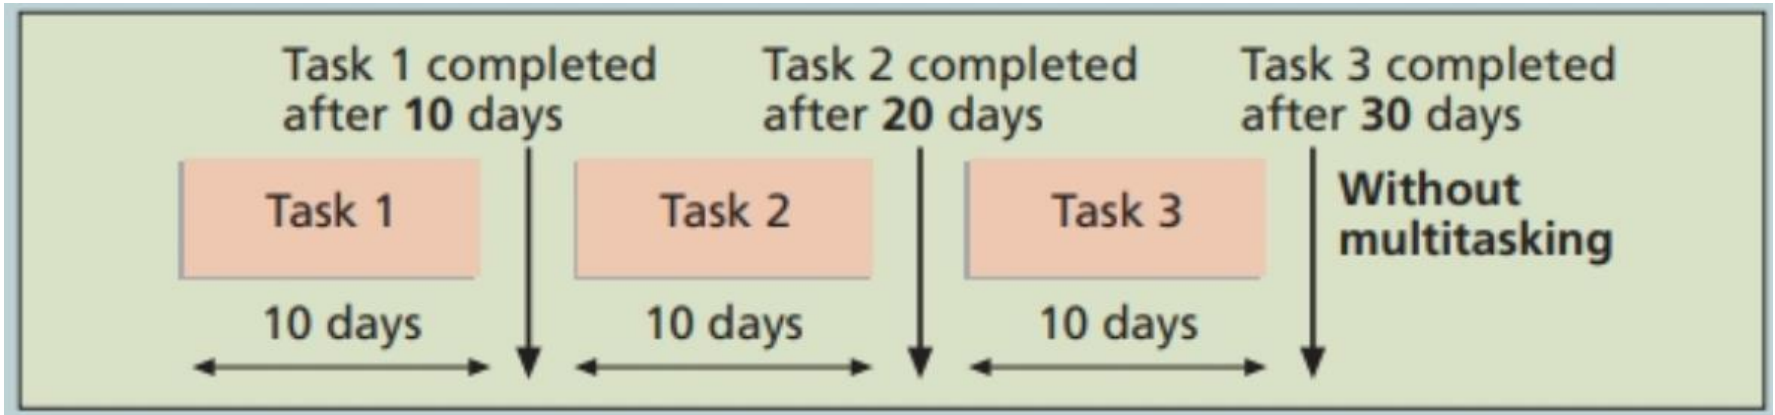 Task 1 completed
after 10 days
Task 2 completed
after 20 days
Task 3 completed
after 30 days
Task 1
Task 2
Task 3
Without
multitasking
10 days
10 days
10 days